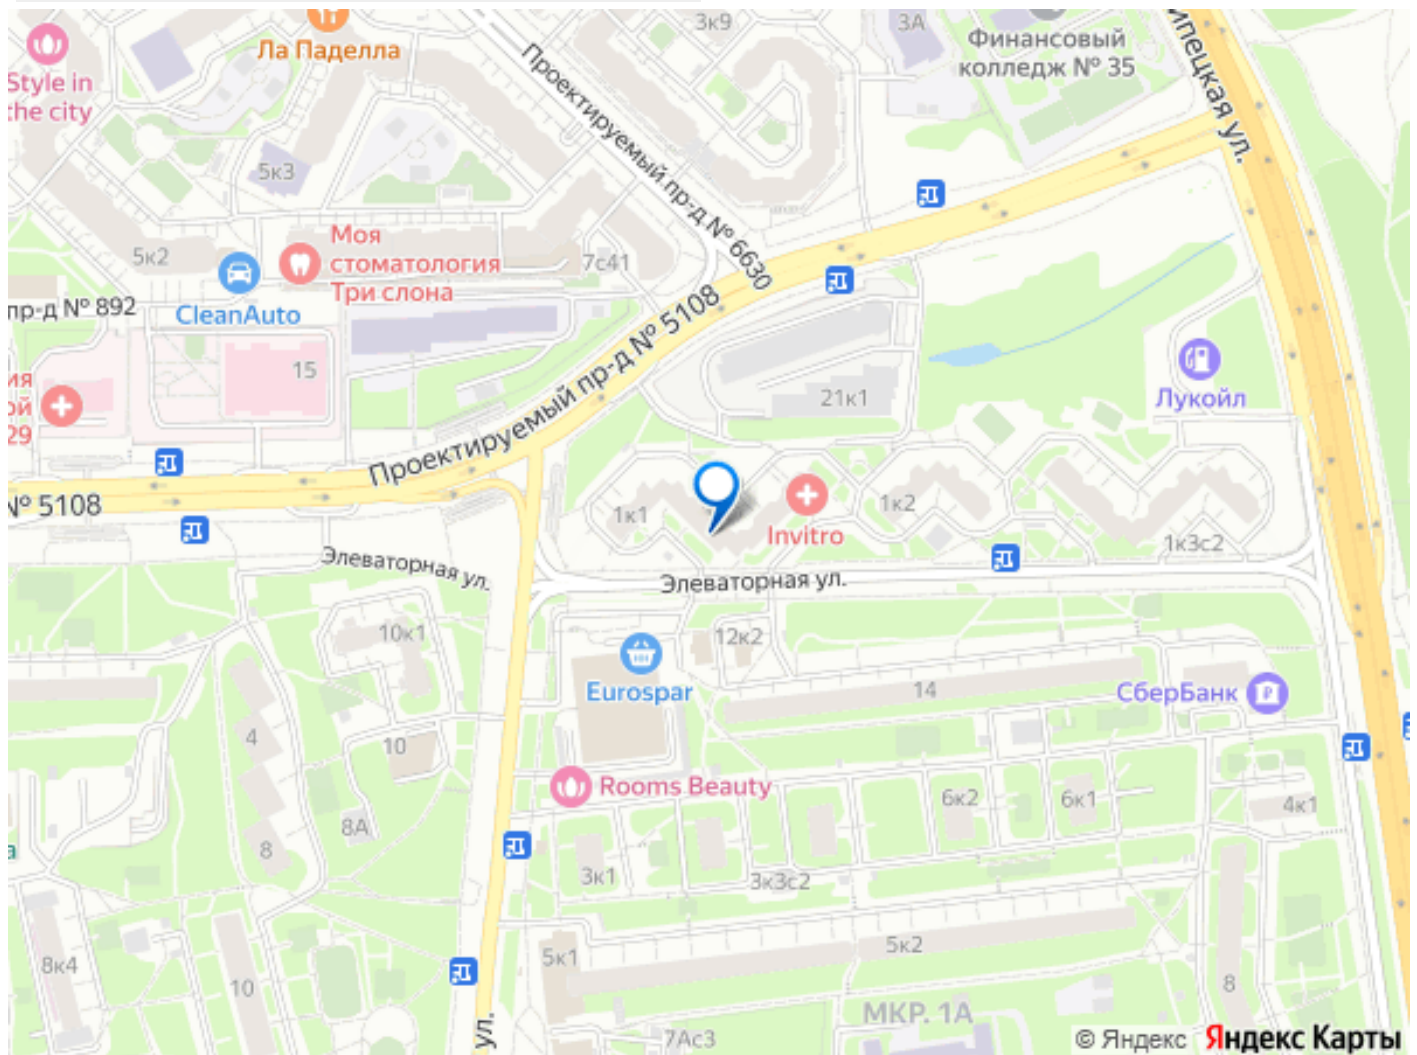 Ла Паделла
3к9
3А
Финансовый
колледж № 35
Липецкая ул.
Style in
the city
Проектируемый пр-д № 6630
5к3
5к2
Моя
стоматология
Три слона
7с41
CleanAuto
пр-д № 892
15
21к1
Лукойл
29
Проектируемый пр-д № 5108
№ 5108
1к1
Invitro
1к2
1к3с2
Элеваторная ул.
Элеваторная ул.
10к1
12к2
Eurospar
14
СберБанк
4
10
Rooms Beauty
6к2
6к1
4к1
8А
8
3к1
3к3с2
5к1
5к2
8к4
10
8
ул.
МКР. 1А
7Ас3
© Яндекс Яндекс Карты